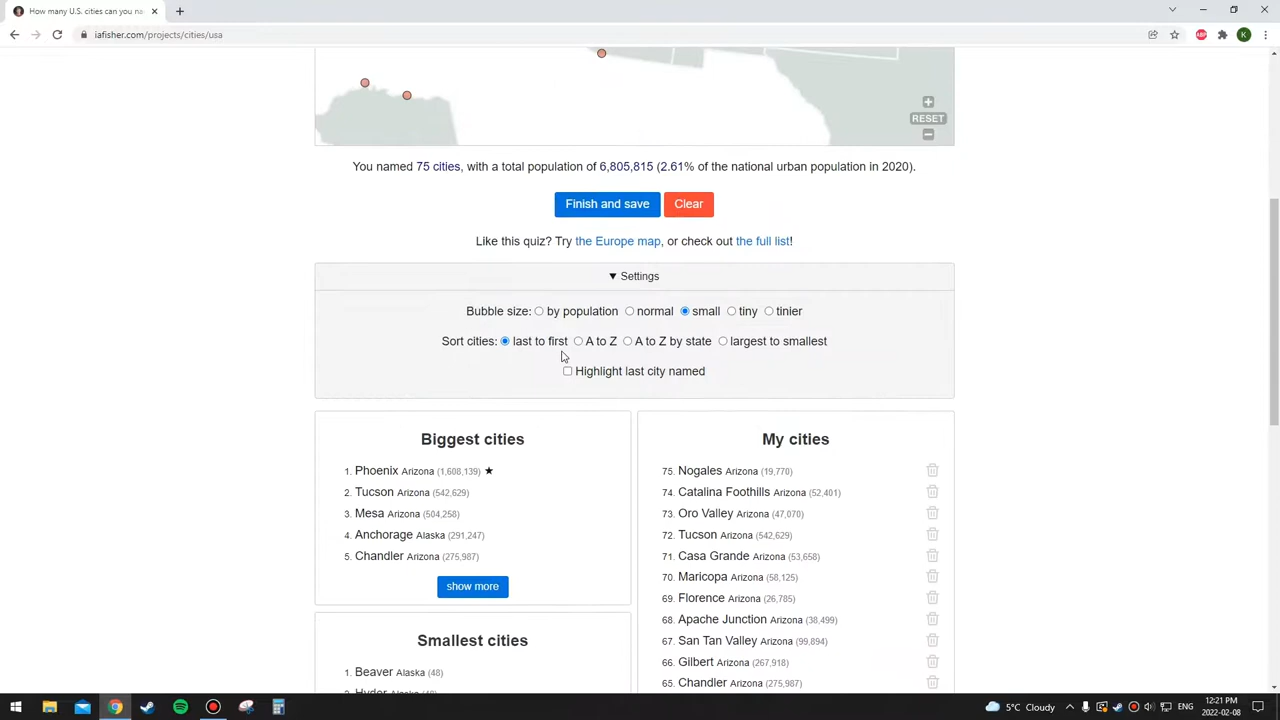 How many U.S. cities can you na
iafisher.com/projects/cities/usa
K
RESET
You named 75 cities, with a total population of 6,805,815 (2.61% of the national urban population in 2020).
Finish and save
Clear
Like this quiz? Try the Europe map, or check out the full list!
▼ Settings
Bubble size: by population normal small tiny tinier
Sort cities: last to first A to Z A to Z by state largest to smallest
Highlight last city named
Biggest cities
1. Phoenix Arizona (1,608,139) ★
2. Tucson Arizona (542,629)
3. Mesa Arizona (504,258)
4. Anchorage Alaska (291,247)
5. Chandler Arizona (275,987)
show more
Smallest cities
1. Beaver Alaska (48)
2. Hyder Alaska (48)
My cities
75. Nogales Arizona (19,770)
74. Catalina Foothills Arizona (52,401)
73. Oro Valley Arizona (47,070)
72. Tucson Arizona (542,629)
71. Casa Grande Arizona (53,658)
70. Maricopa Arizona (58,125)
69. Florence Arizona (26,785)
68. Apache Junction Arizona (38,499)
67. San Tan Valley Arizona (99,894)
66. Gilbert Arizona (267,918)
65. Chandler Arizona (275,987)
5°C Cloudy
ENG
12:21 PM
2022-02-08